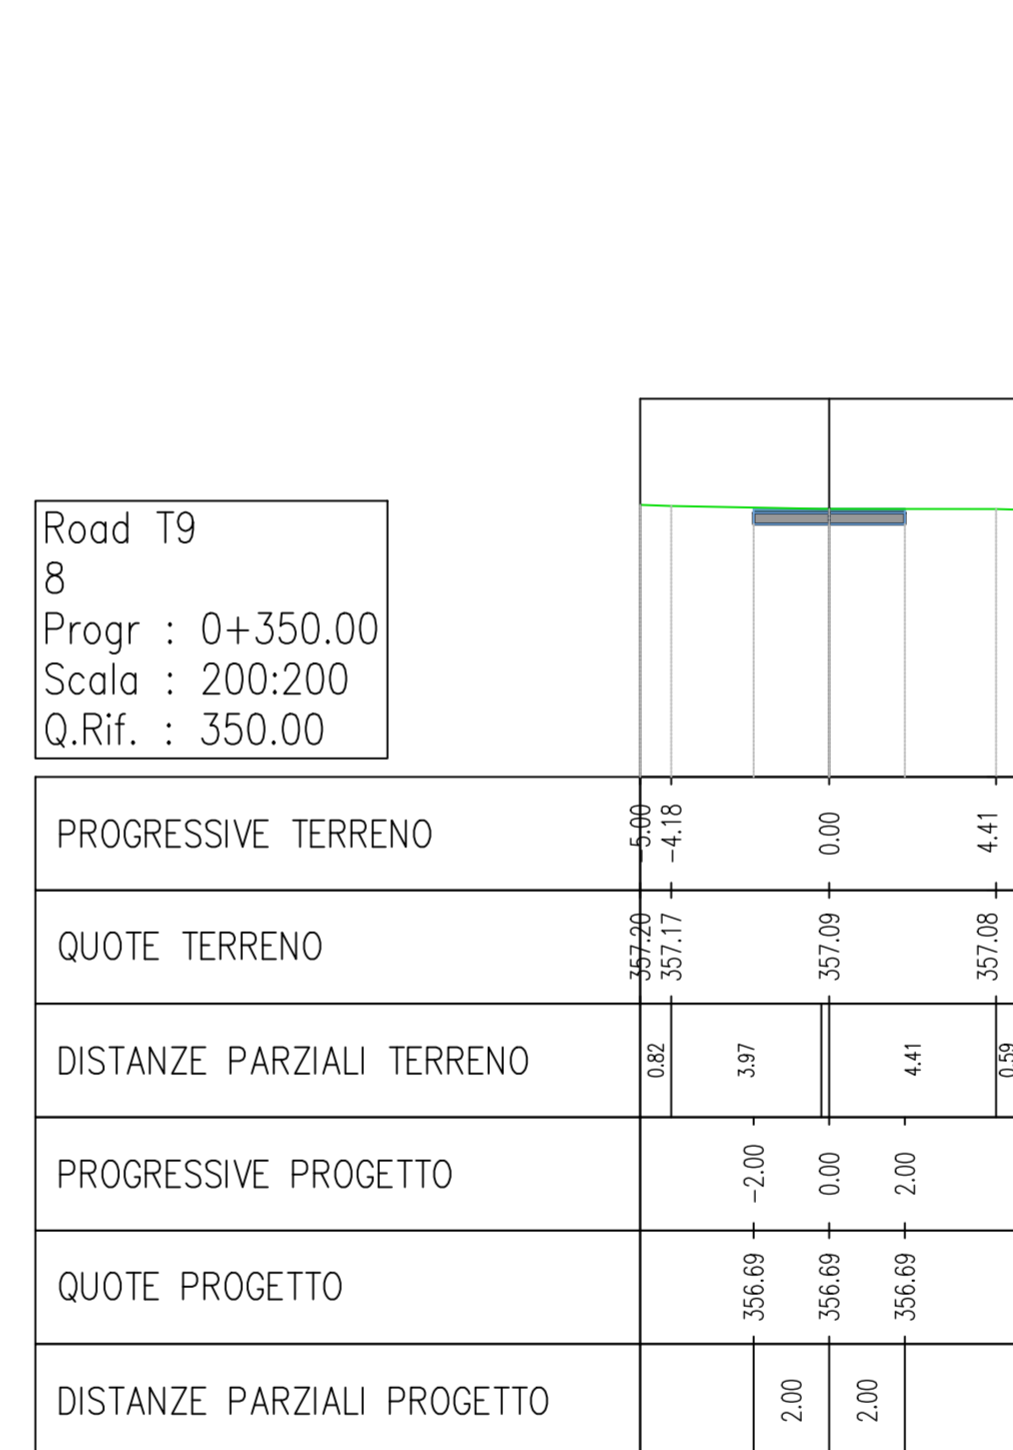 Road T9
8
Progr : 0+350.00
Scala : 200:200
Q.Rif. : 350.00
PROGRESSIVE TERRENO -5.00 -4.18 0.00 4.41
QUOTE TERRENO 357.20 357.17 357.09 357.08
DISTANZE PARZIALI TERRENO 0.82 3.97 4.41 0.59
PROGRESSIVE PROGETTO -2.00 0.00 2.00
QUOTE PROGETTO 356.69 356.69 356.69
DISTANZE PARZIALI PROGETTO 2.00 2.00